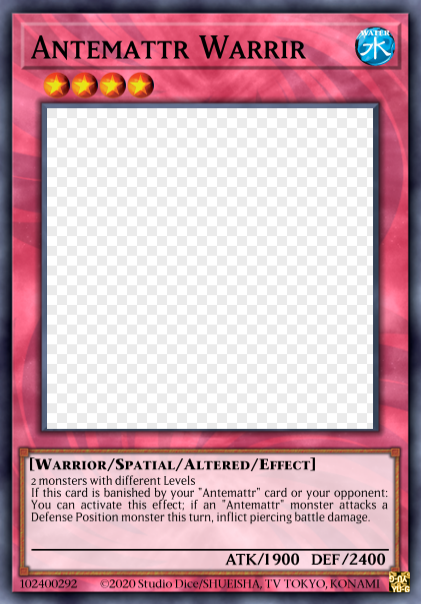 ANTEMATTR WARRIR
WATER
水
[WARRIOR/SPATIAL/ALTERED/EFFECT]
2 monsters with different Levels
If this card is banished by your "Antemattr" card or your opponent:
You can activate this effect; if an "Antemattr" monster attacks a
Defense Position monster this turn, inflict piercing battle damage.
ATK/1900 DEF/2400
102400292 ©2020 Studio Dice/SHUEISHA, TV TOKYO, KONAMI